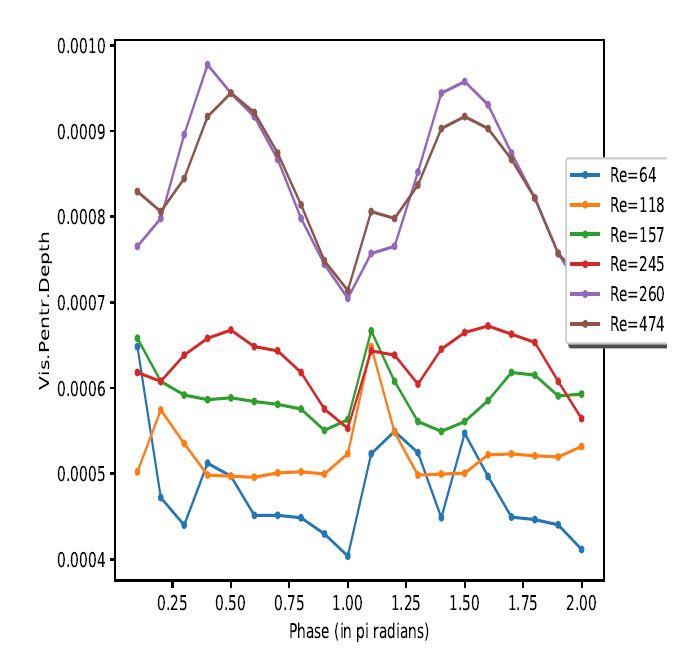 0.0010
0.0009
0.0008
0.0007
0.0006
0.0005
0.0004
Vis.Pentr.Depth
0.25 0.50 0.75 1.00 1.25 1.50 1.75 2.00
Phase (in pi radians)
Re=64
Re=118
Re=157
Re=245
Re=260
Re=474